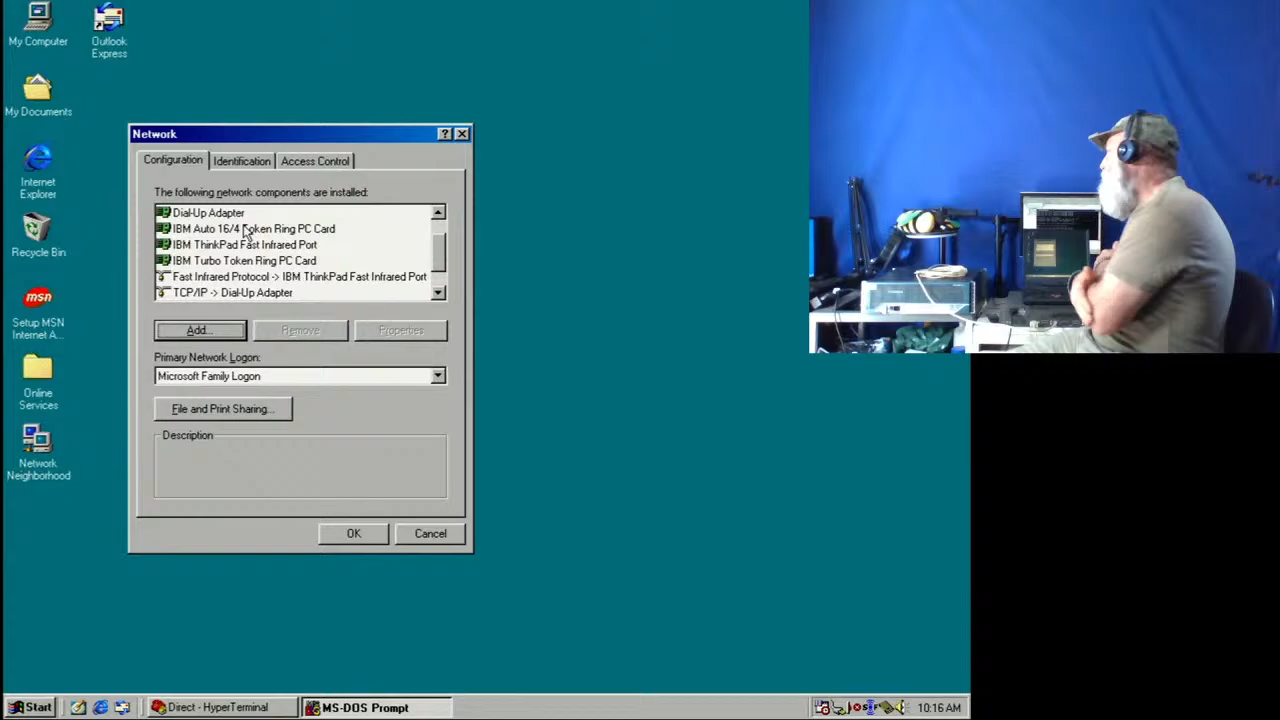 My Computer
Outlook
Express
My Documents
Internet
Explorer
Recycle Bin
msn
Setup MSN
Internet A...
Online
Services
Network
Neighborhood
Network
Configuration
Identification
Access Control
The following network components are installed:
Dial-Up Adapter
IBM Auto 16/4 Token Ring PC Card
IBM ThinkPad Fast Infrared Port
IBM Turbo Token Ring PC Card
Fast Infrared Protocol -> IBM ThinkPad Fast Infrared Port
TCP/IP -> Dial-Up Adapter
Add...
Remove
Properties
Primary Network Logon:
Microsoft Family Logon
File and Print Sharing...
Description
OK
Cancel
Start
Direct - HyperTerminal
MS-DOS Prompt
10:16 AM